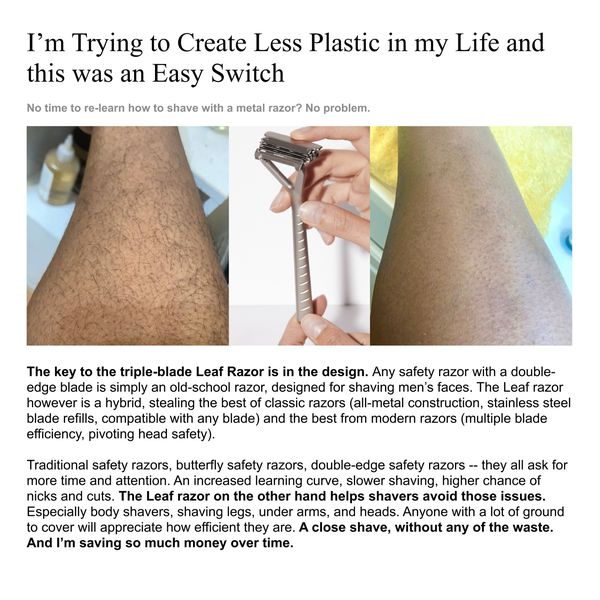 I’m Trying to Create Less Plastic in my Life and
this was an Easy Switch
No time to re-learn how to shave with a metal razor? No problem.
The key to the triple-blade Leaf Razor is in the design. Any safety razor with a double-
edge blade is simply an old-school razor, designed for shaving men’s faces. The Leaf razor
however is a hybrid, stealing the best of classic razors (all-metal construction, stainless steel
blade refills, compatible with any blade) and the best from modern razors (multiple blade
efficiency, pivoting head safety).
Traditional safety razors, butterfly safety razors, double-edge safety razors -- they all ask for
more time and attention. An increased learning curve, slower shaving, higher chance of
nicks and cuts. The Leaf razor on the other hand helps shavers avoid those issues.
Especially body shavers, shaving legs, under arms, and heads. Anyone with a lot of ground
to cover will appreciate how efficient they are. A close shave, without any of the waste.
And I’m saving so much money over time.